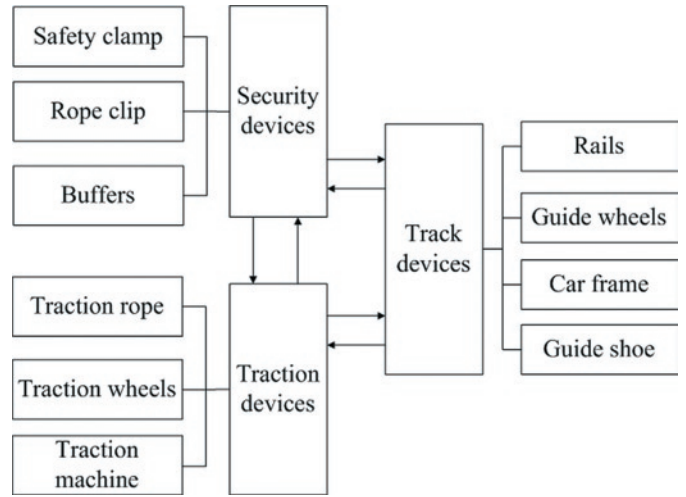 Safety clamp
Rope clip
Buffers
Security
devices
Track
devices
Rails
Guide wheels
Car frame
Guide shoe
Traction rope
Traction wheels
Traction
machine
Traction
devices